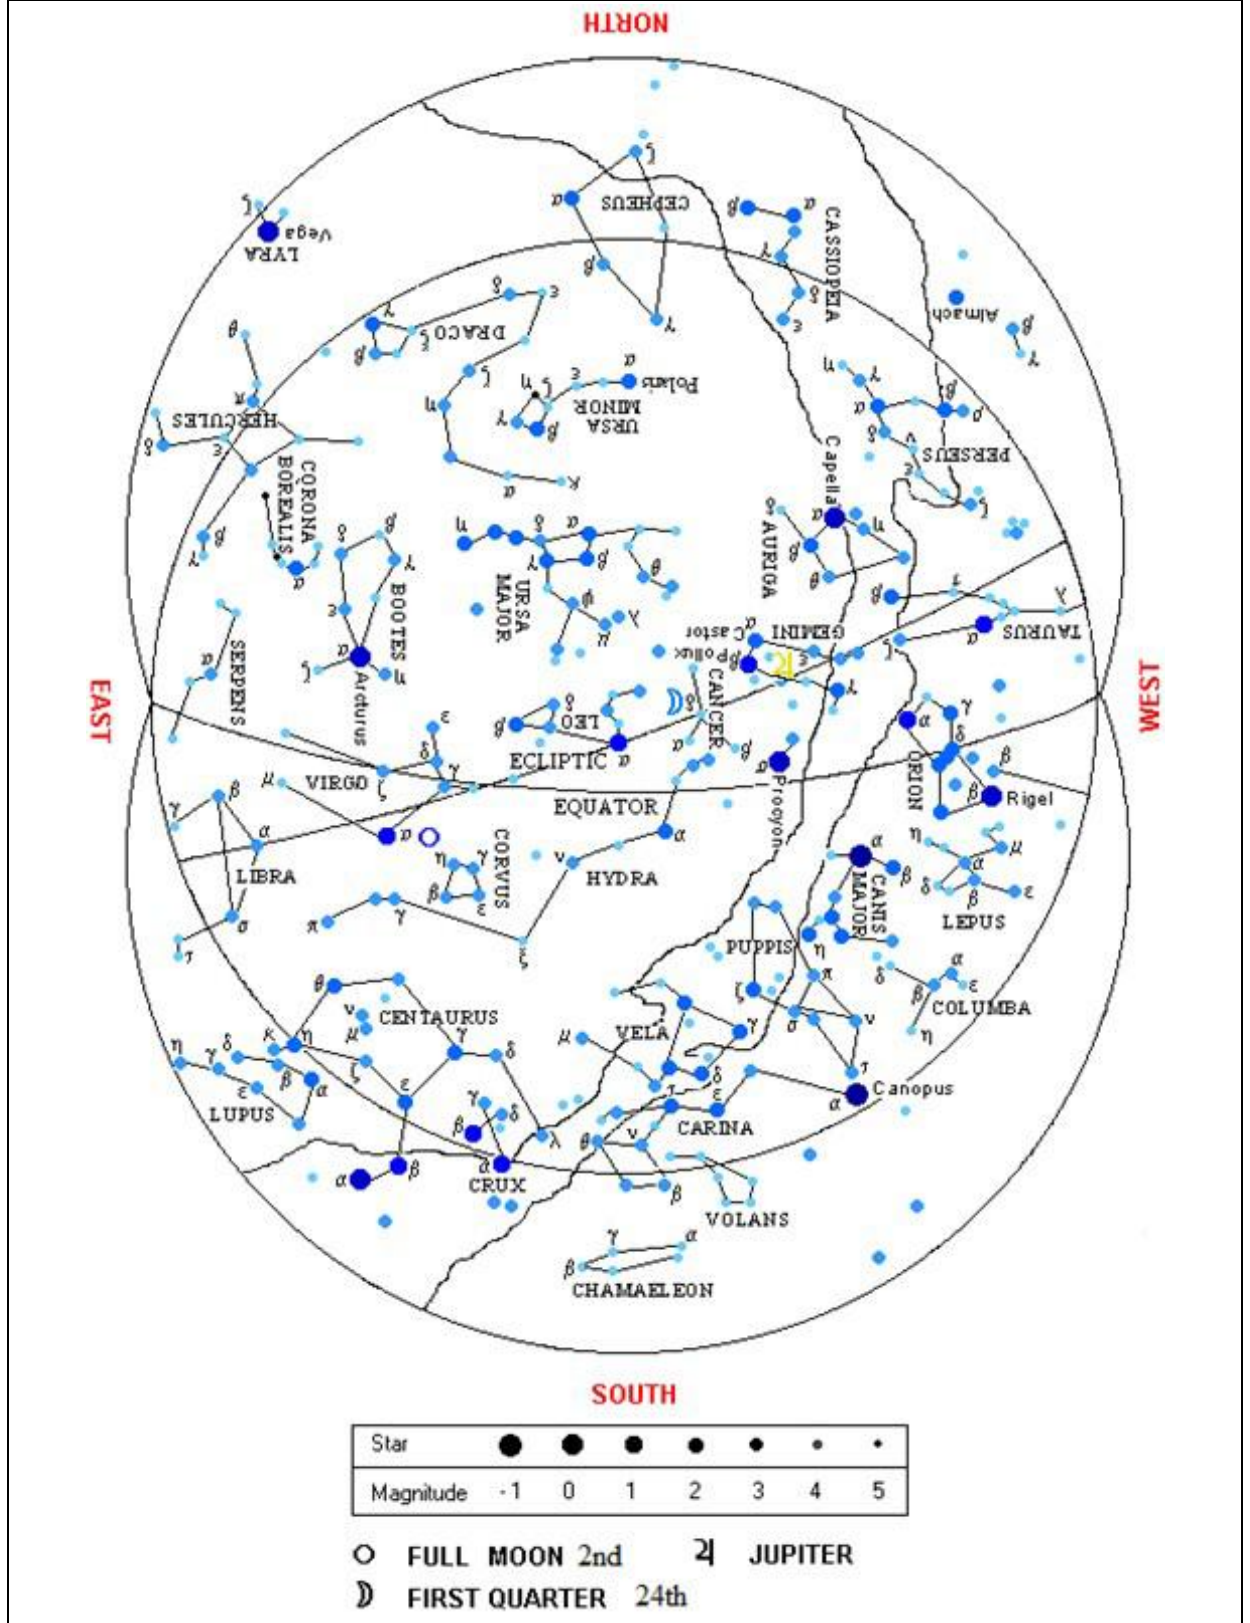 NORTH
ζ
α
CEPHEUS
β
γ
β
α
CASSIOPEIA
γ
δ
ε
ζ
Vega
LYRA
Almach
β
γ
γ
β
ξ
DRACO
δ
ε
ζ
η
α
κ
α
Polaris
ε
ζ
η
γ
β
URSA
MINOR
θ
π
HERCULES
δ
ε
β
γ
CORONA
BOREALIS
α
η
γ
α
β
ρ
δ
ν
PERSEUS
ε
ζ
Capella
α
δ
η
AURIGA
β
θ
η
δ
α
γ
β
θ
ψ
λ
μ
URSA
MAJOR
δ
β
γ
BOOTES
ε
α
η
ζ
Arcturus
SERPENS
α
β
τ
λ
α
TAURUS
ζ
α
Castor
GEMINI
β
Pollux
ε
γ
EAST
WEST
δ
CANCER
α
β
δ
LEO
β
α
ECLIPTIC
EQUATOR
α
Prooyon
α
γ
δ
ORION
β
β
Rigel
ε
δ
γ
VIRGO
ζ
μ
α
β
γ
α
LIBRA
σ
τ
CORVUS
η
γ
β
ε
ν
α
HYDRA
γ
π
ξ
α
β
CANIS
MAJOR
η
η
μ
α
δ
β
ε
LEPUS
PUPPIS
π
ζ
σ
ν
τ
δ
α
β
ε
COLUMBA
η
θ
ν
μ
CENTAURUS
κ
η
ζ
γ
δ
ε
λ
α
β
η
γ
δ
ε
β
α
LUPUS
γ
δ
β
α
CRUX
μ
VELA
γ
δ
τ
Canopus
α
ε
CARINA
θ
ν
β
VOLANS
γ
α
β
CHAMAELEON
SOUTH
Star
Magnitude -1 0 1 2 3 4 5
FULL MOON 2nd ♃ JUPITER
FIRST QUARTER 24th